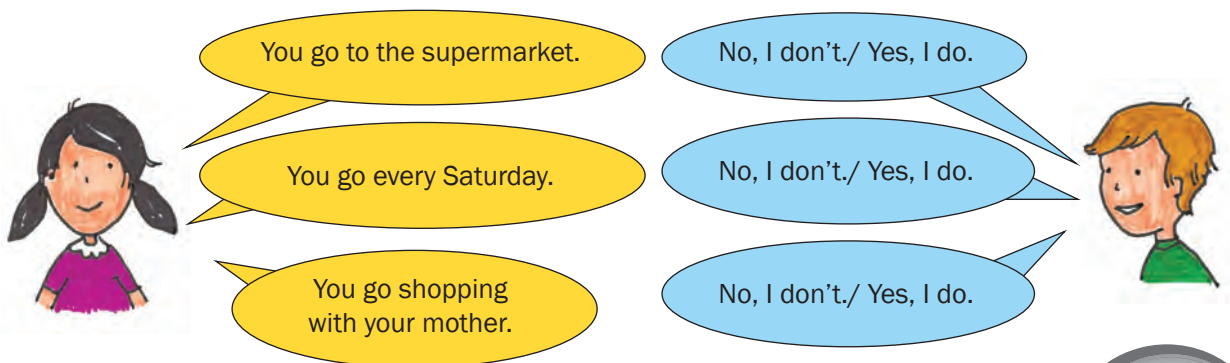 You go to the supermarket.
No, I don't./ Yes, I do.
You go every Saturday.
No, I don't./ Yes, I do.
You go shopping
with your mother.
No, I don't./ Yes, I do.